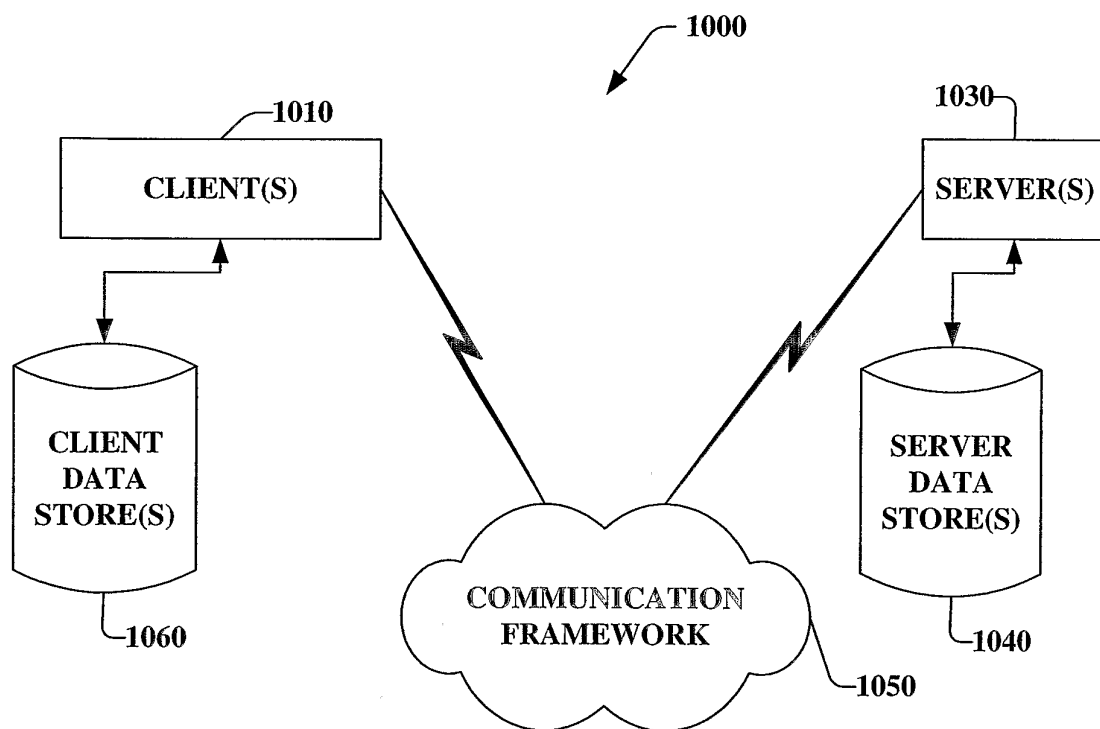 1000
1010
1030
CLIENT(S)
SERVER(S)
CLIENT
DATA
STORE(S)
SERVER
DATA
STORE(S)
COMMUNICATION
FRAMEWORK
1060
1040
1050